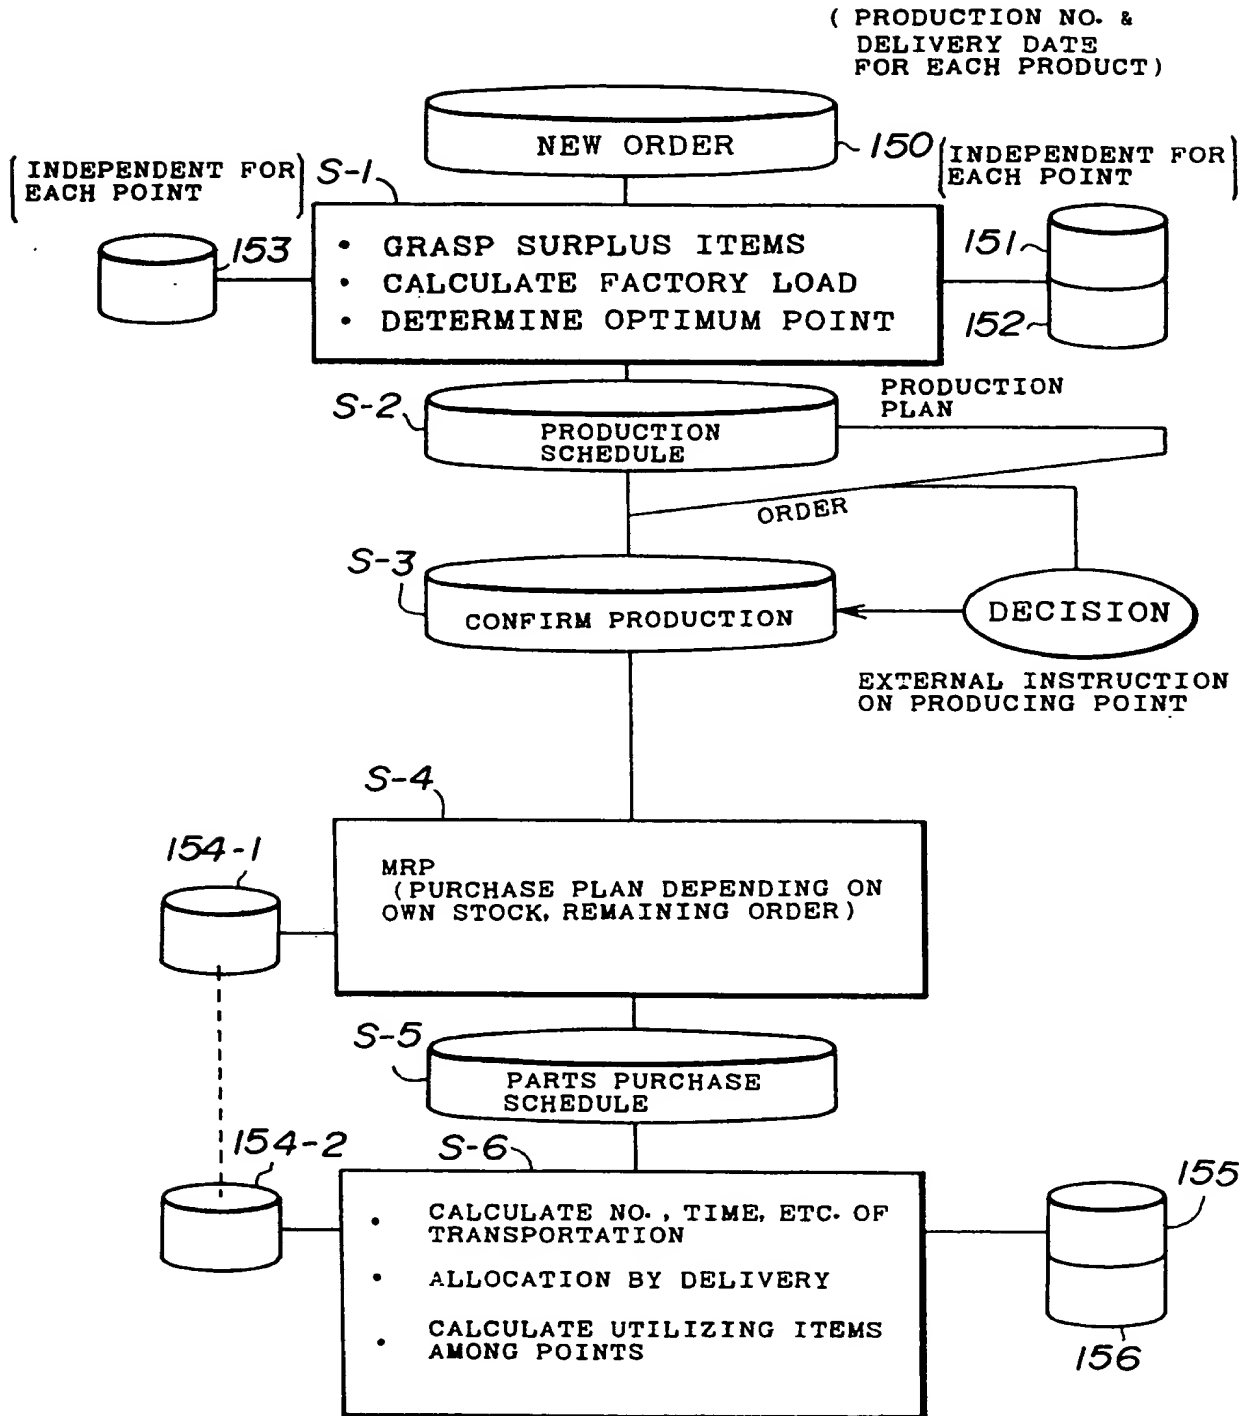 ( PRODUCTION NO. &
DELIVERY DATE
FOR EACH PRODUCT)
NEW ORDER
150
(INDEPENDENT FOR
EACH POINT)
S-1
(INDEPENDENT FOR
EACH POINT)
153
• GRASP SURPLUS ITEMS
• CALCULATE FACTORY LOAD
• DETERMINE OPTIMUM POINT
151
152
S-2
PRODUCTION
SCHEDULE
PRODUCTION
PLAN
ORDER
S-3
CONFIRM PRODUCTION
DECISION
EXTERNAL INSTRUCTION
ON PRODUCING POINT
S-4
154-1
MRP
(PURCHASE PLAN DEPENDING ON
OWN STOCK, REMAINING ORDER)
S-5
PARTS PURCHASE
SCHEDULE
154-2
S-6
155
• CALCULATE NO., TIME, ETC. OF
TRANSPORTATION
• ALLOCATION BY DELIVERY
• CALCULATE UTILIZING ITEMS
AMONG POINTS
156